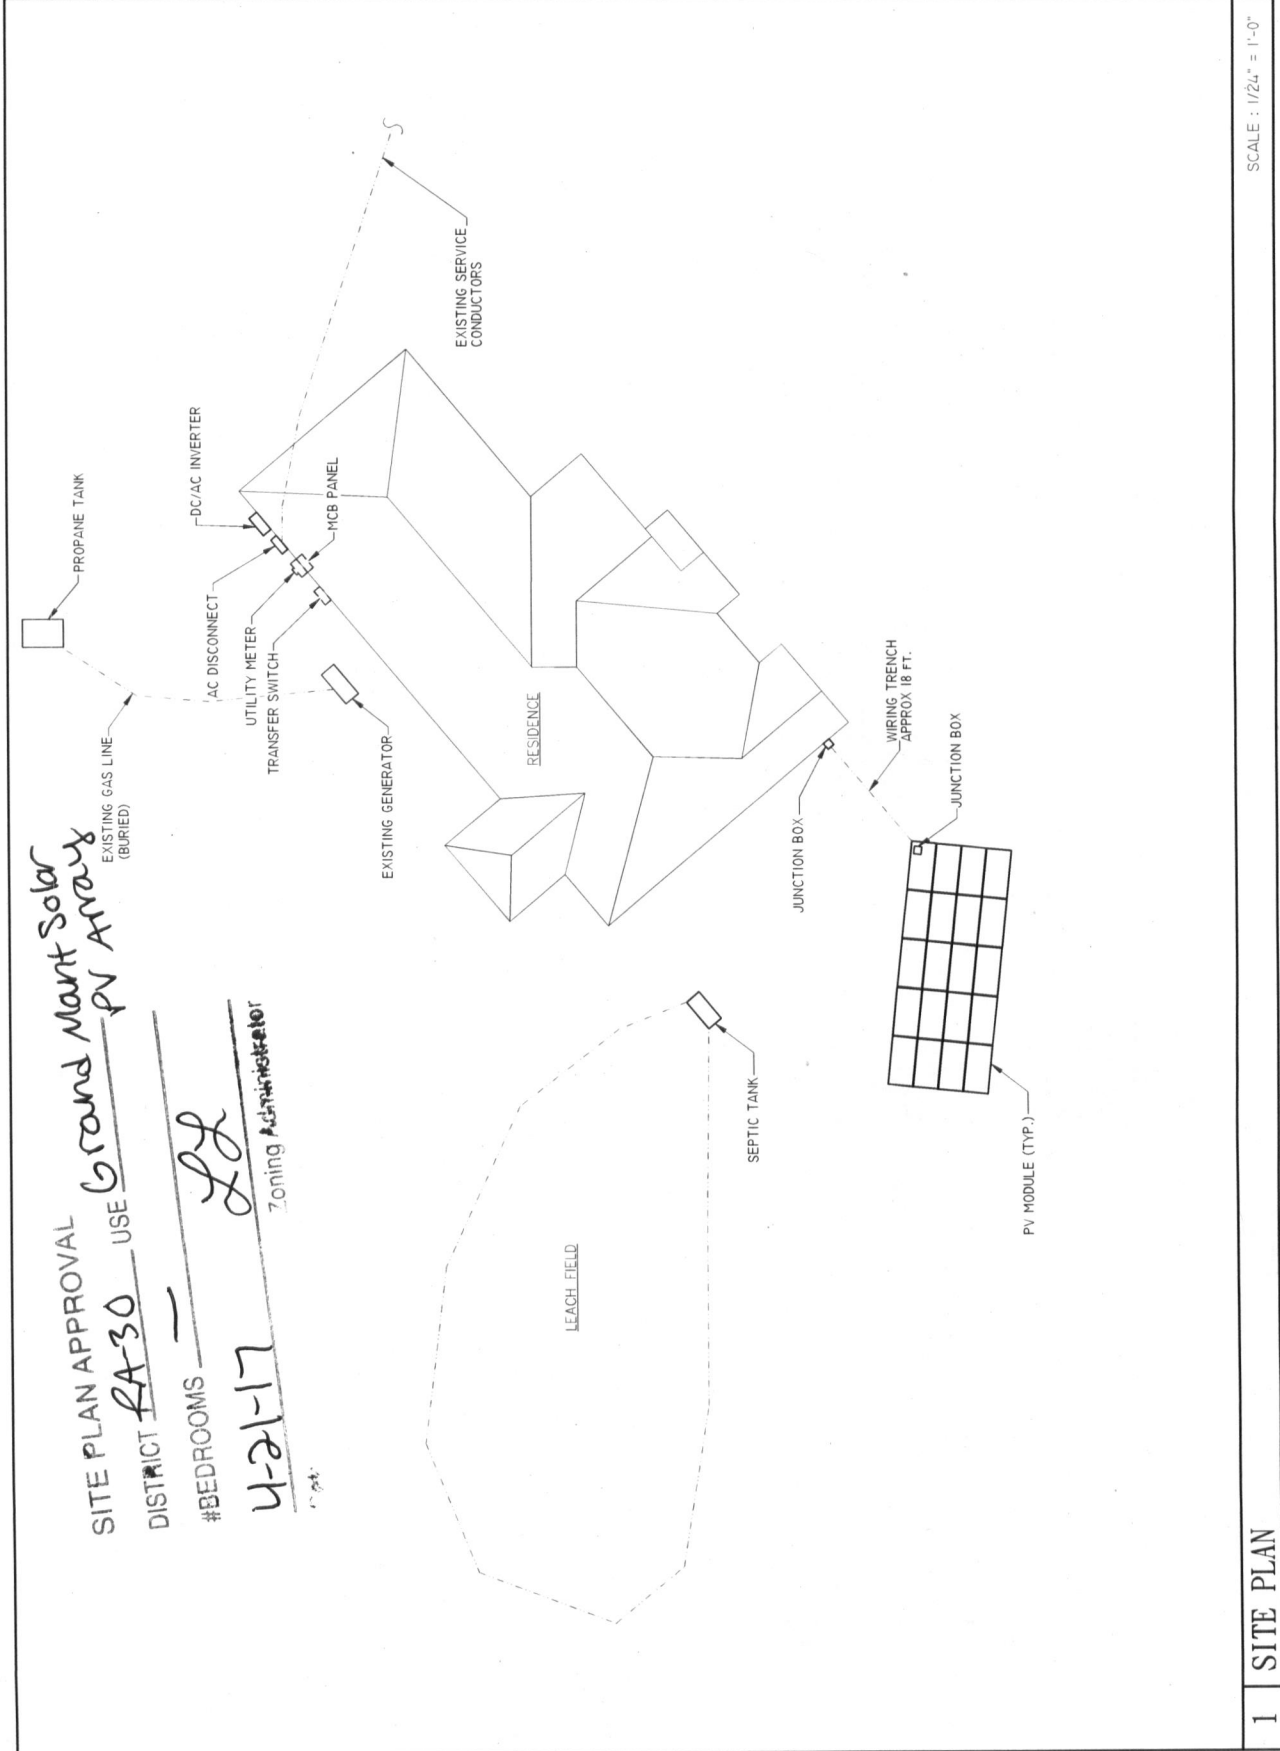 SITE PLAN APPROVAL
DISTRICT RA-30 USE Grand Mount Solar
PV Array
#BEDROOMS —
4-21-17 LL
Zoning Administrator
PROPANE TANK
EXISTING GAS LINE
(BURIED)
DC/AC INVERTER
AC DISCONNECT
UTILITY METER
TRANSFER SWITCH
MCB PANEL
EXISTING GENERATOR
EXISTING SERVICE
CONDUCTORS
RESIDENCE
LEACH FIELD
SEPTIC TANK
JUNCTION BOX
WIRING TRENCH
APPROX 18 FT.
JUNCTION BOX
PV MODULE (TYP.)
1 SITE PLAN
SCALE : 1/24" = 1'-0"